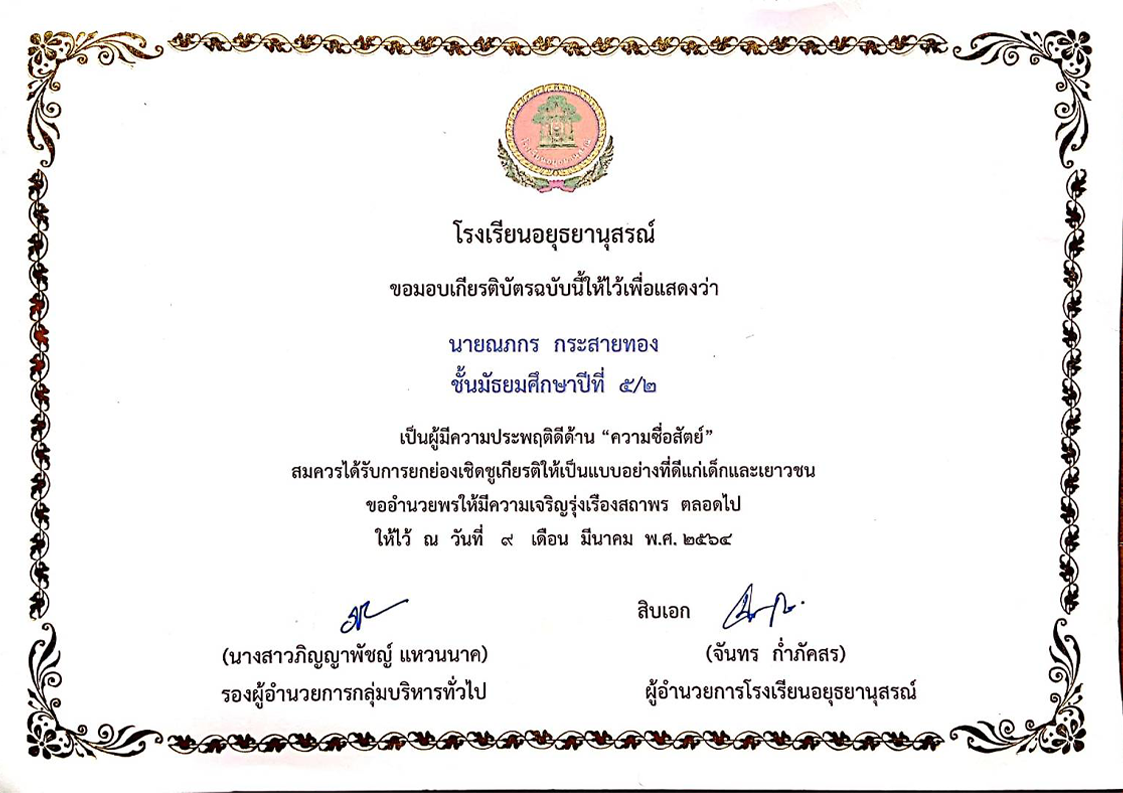 โรงเรียนอยุธยานุสรณ์
ขอมอบเกียรติบัตรฉบับนี้ให้ไว้เพื่อแสดงว่า
นายณภกร กระสายทอง
ชั้นมัธยมศึกษาปีที่ ๕/๒
เป็นผู้มีความประพฤติดีด้าน “ความซื่อสัตย์”
สมควรได้รับการยกย่องเชิดชูเกียรติให้เป็นแบบอย่างที่ดีแก่เด็กและเยาวชน
ขออำนวยพรให้มีความเจริญรุ่งเรืองสถาพร ตลอดไป
ให้ไว้ ณ วันที่ ๙ เดือน มีนาคม พ.ศ. ๒๕๖๔
สิบเอก
(นางสาวภิญญาพัชญ์ แหวนนาค)
(จันทร ก่ำภัคสร)
รองผู้อำนวยการกลุ่มบริหารทั่วไป
ผู้อำนวยการโรงเรียนอยุธยานุสรณ์